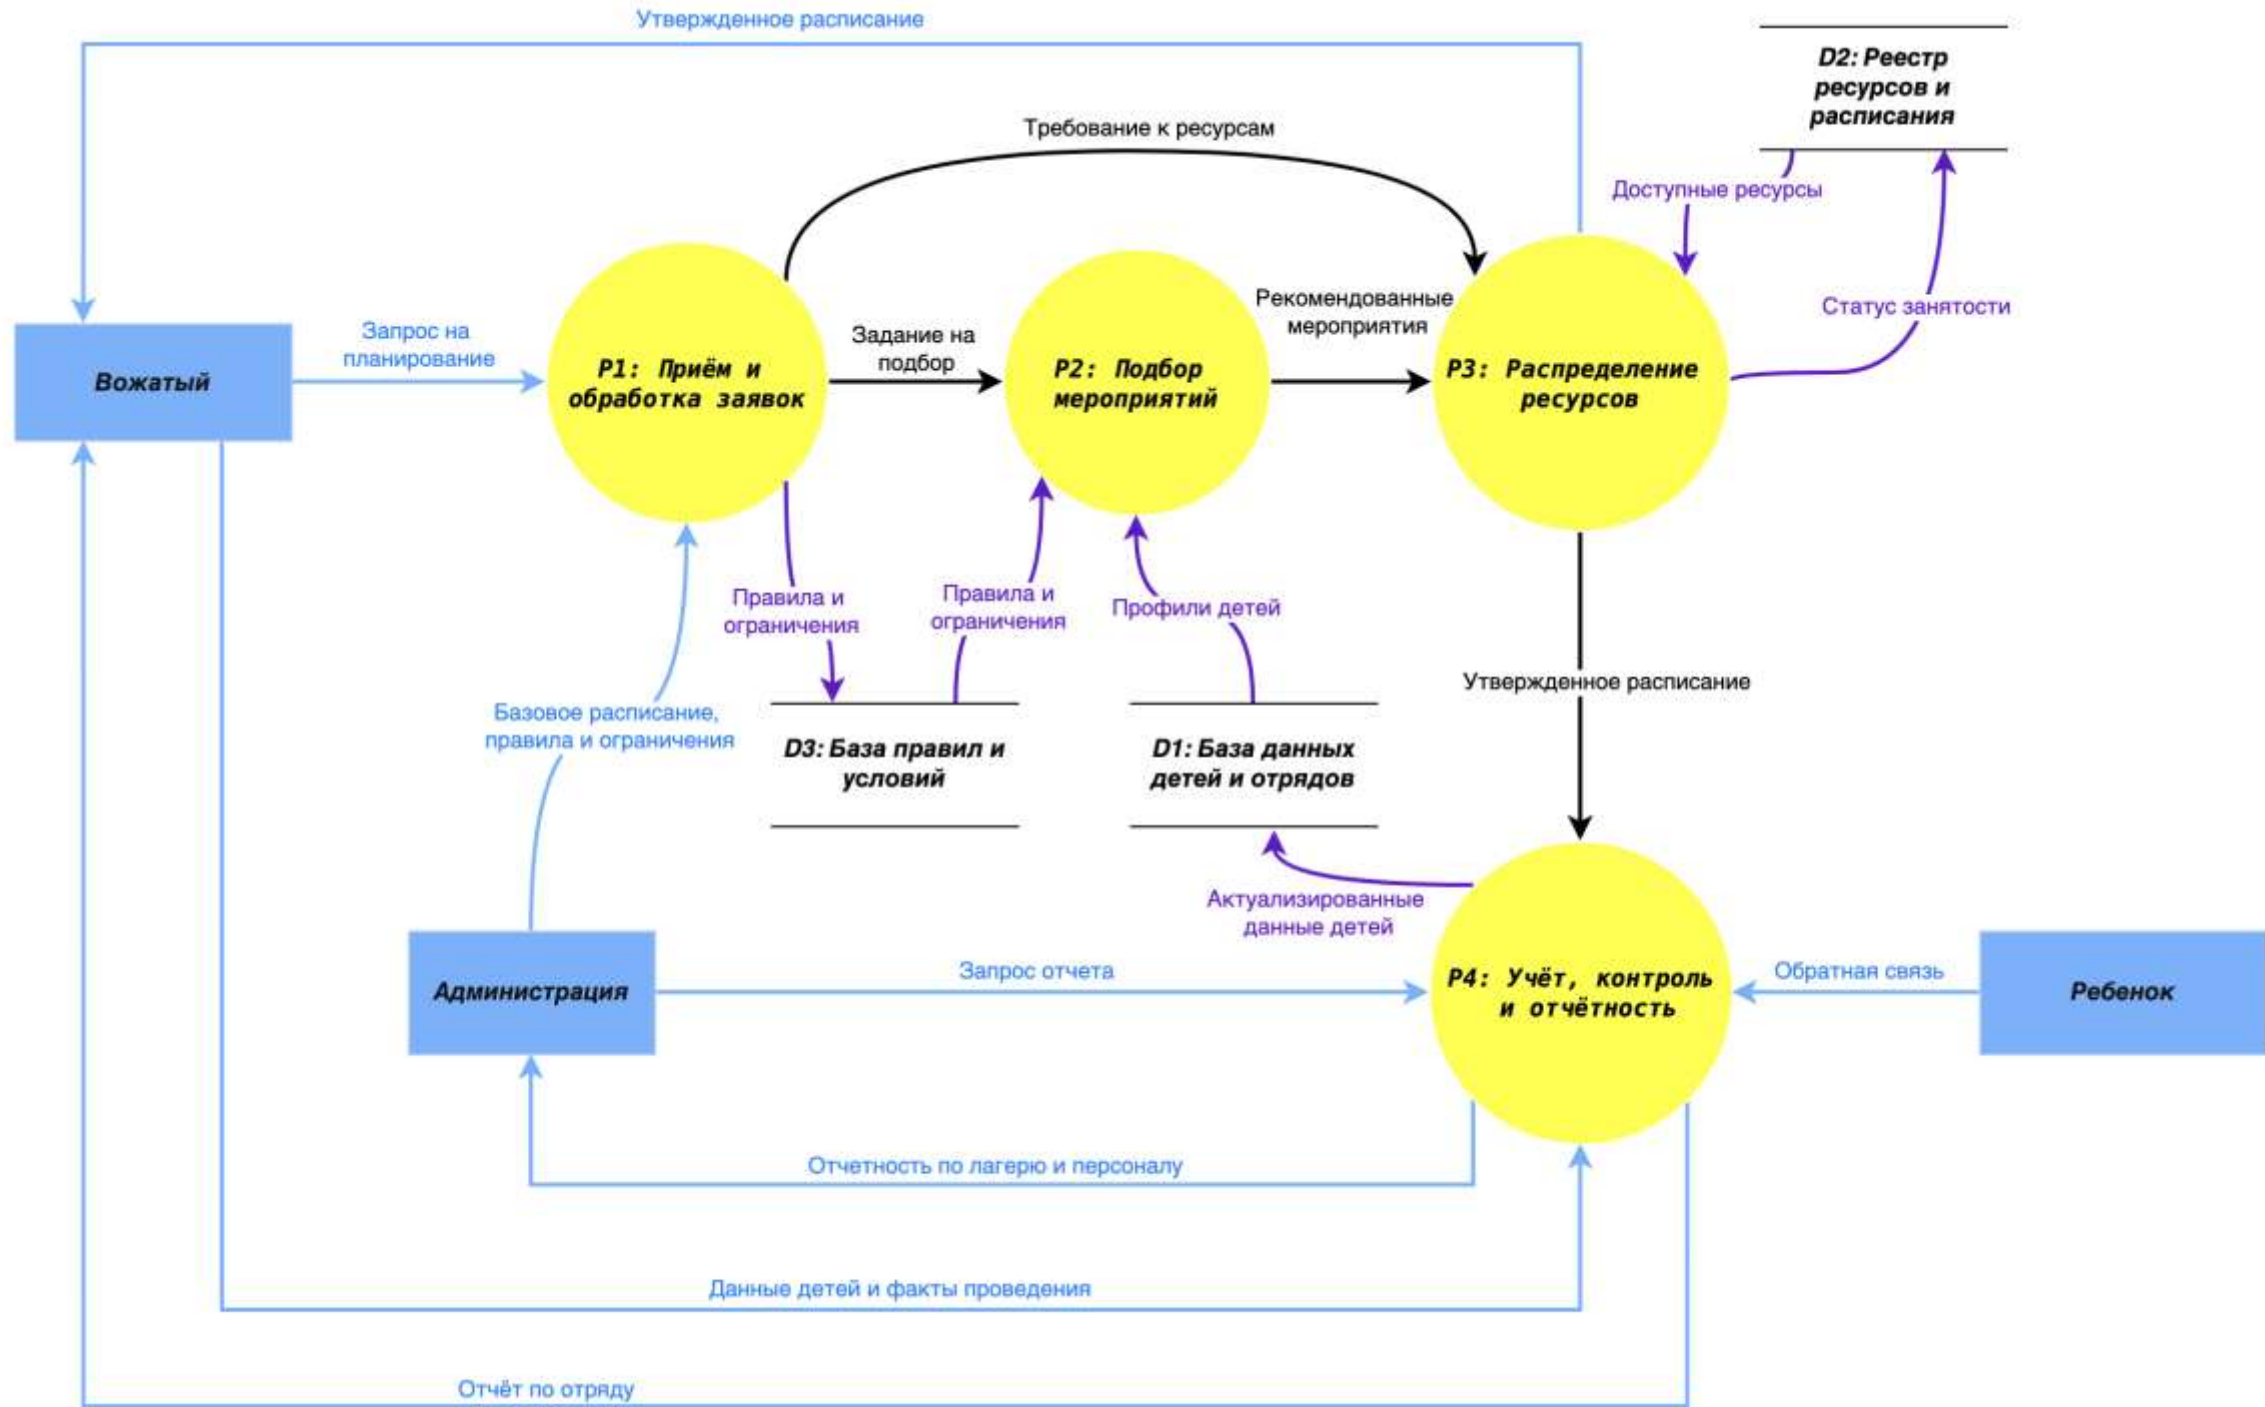 Утвержденное расписание
D2: Реестр
ресурсов и
расписания
Требование к ресурсам
Доступные ресурсы
Статус занятости
Рекомендованные
мероприятия
Запрос на
планирование
Задание на
подбор
Вожатый
P1: Приём и
обработка заявок
P2: Подбор
мероприятий
P3: Распределение
ресурсов
Правила и
ограничения
Правила и
ограничения
Профили детей
Утвержденное расписание
Базовое расписание,
правила и ограничения
D3: База правил и
условий
D1: База данных
детей и отрядов
Актуализированные
данные детей
Администрация
Запрос отчета
P4: Учёт, контроль
и отчётность
Обратная связь
Ребенок
Отчетность по лагерю и персоналу
Данные детей и факты проведения
Отчёт по отряду